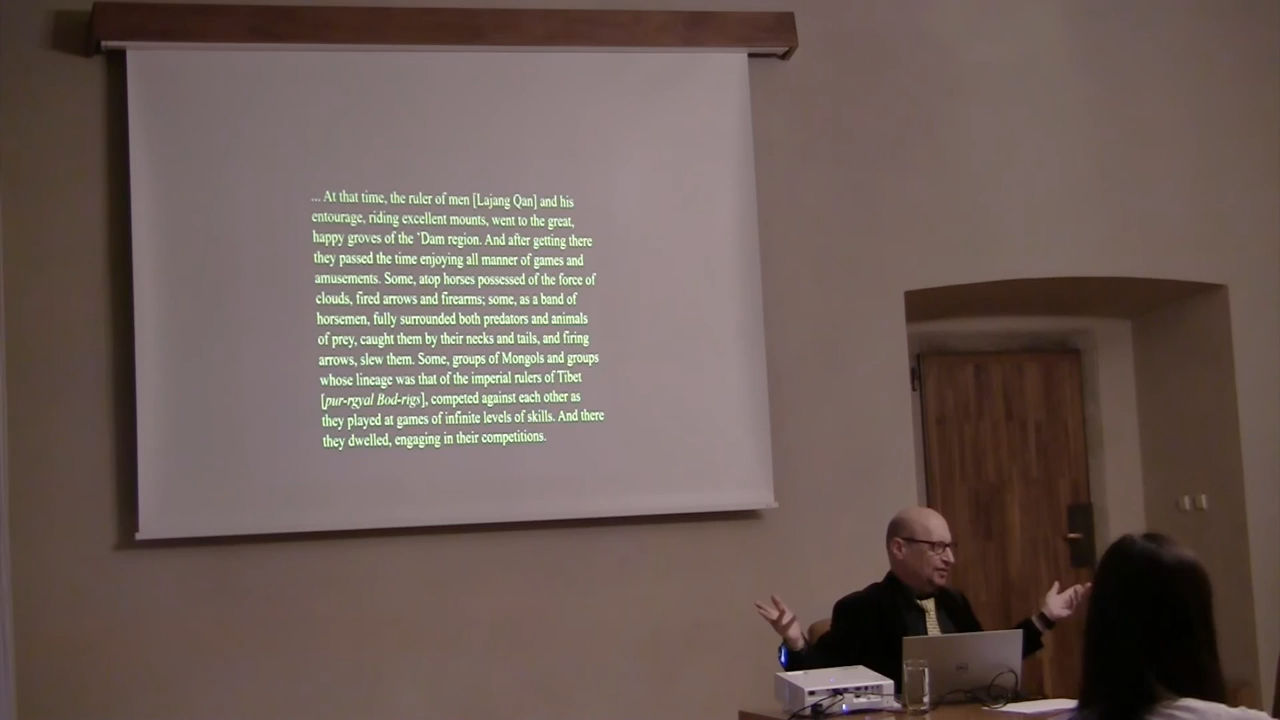 ... At that time, the ruler of men [Lajang Qan] and his
entourage, riding excellent mounts, went to the great,
happy groves of the 'Dam region. And after getting there
they passed the time enjoying all manner of games and
amusements. Some, atop horses possessed of the force of
clouds, fired arrows and firearms; some, as a band of
horsemen, fully surrounded both predators and animals
of prey, caught them by their necks and tails, and firing
arrows, slew them. Some, groups of Mongols and groups
whose lineage was that of the imperial rulers of Tibet
[pur-rgyal Bod-rigs], competed against each other as
they played at games of infinite levels of skills. And there
they dwelled, engaging in their competitions.